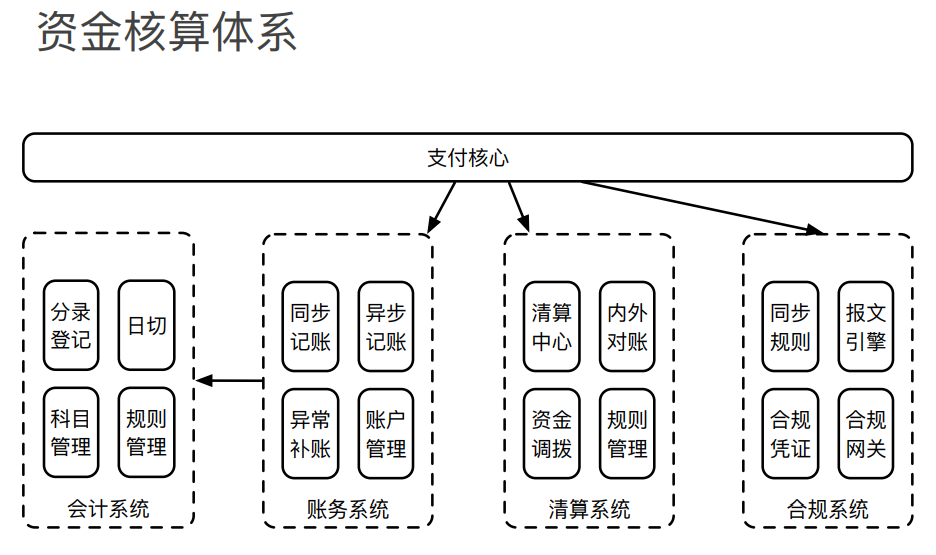 资金核算体系
支付核心
分录
登记
日切
科目
管理
规则
管理
会计系统
同步
记账
异步
记账
异常
补账
账户
管理
账务系统
清算
中心
内外
对账
资金
调拨
规则
管理
清算系统
同步
规则
报文
引擎
合规
凭证
合规
网关
合规系统